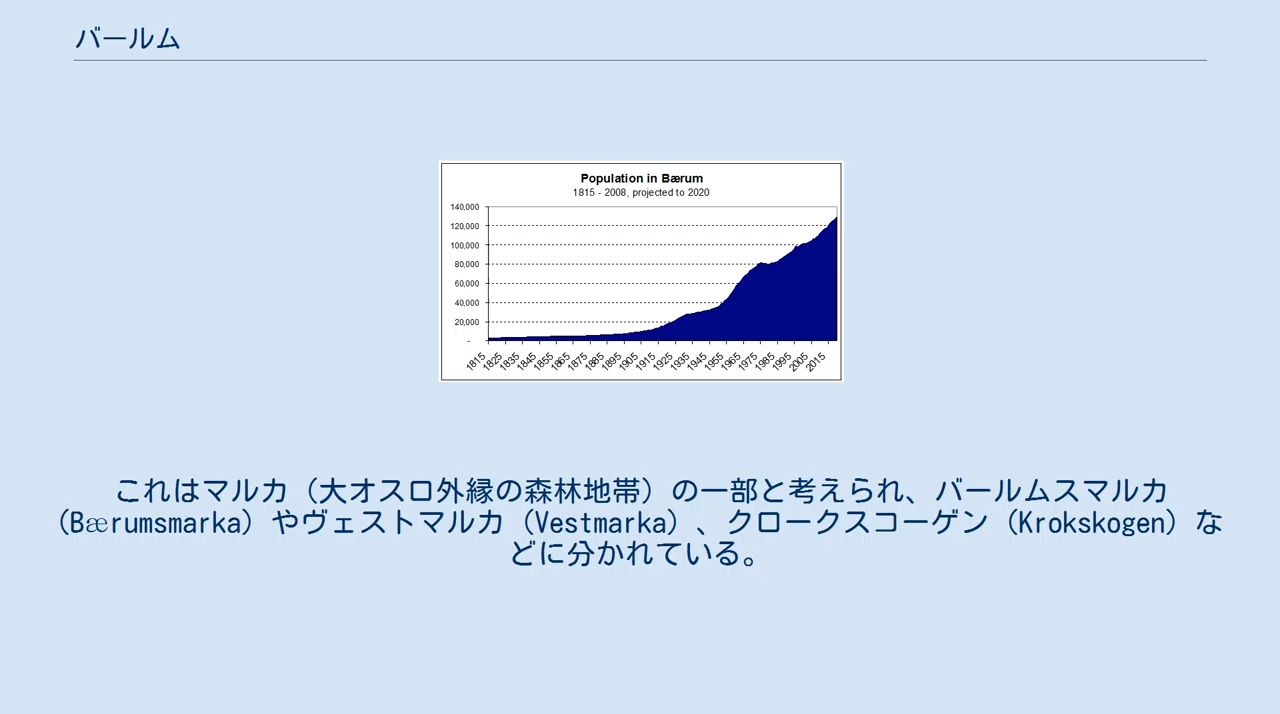 バールム
Population in Bærum
1815 - 2008, projected to 2020
140,000
120,000
100,000
80,000
60,000
40,000
20,000
-
1815 1825 1835 1845 1855 1865 1875 1885 1895 1905 1915 1925 1935 1945 1955 1965 1975 1985 1995 2005 2015
これはマルカ（大オスロ外縁の森林地帯）の一部と考えられ、バールムスマルカ
（Bærumsmarka）やヴェストマルカ（Vestmarka）、クロークスコーゲン（Krokskogen）な
どに分かれている。